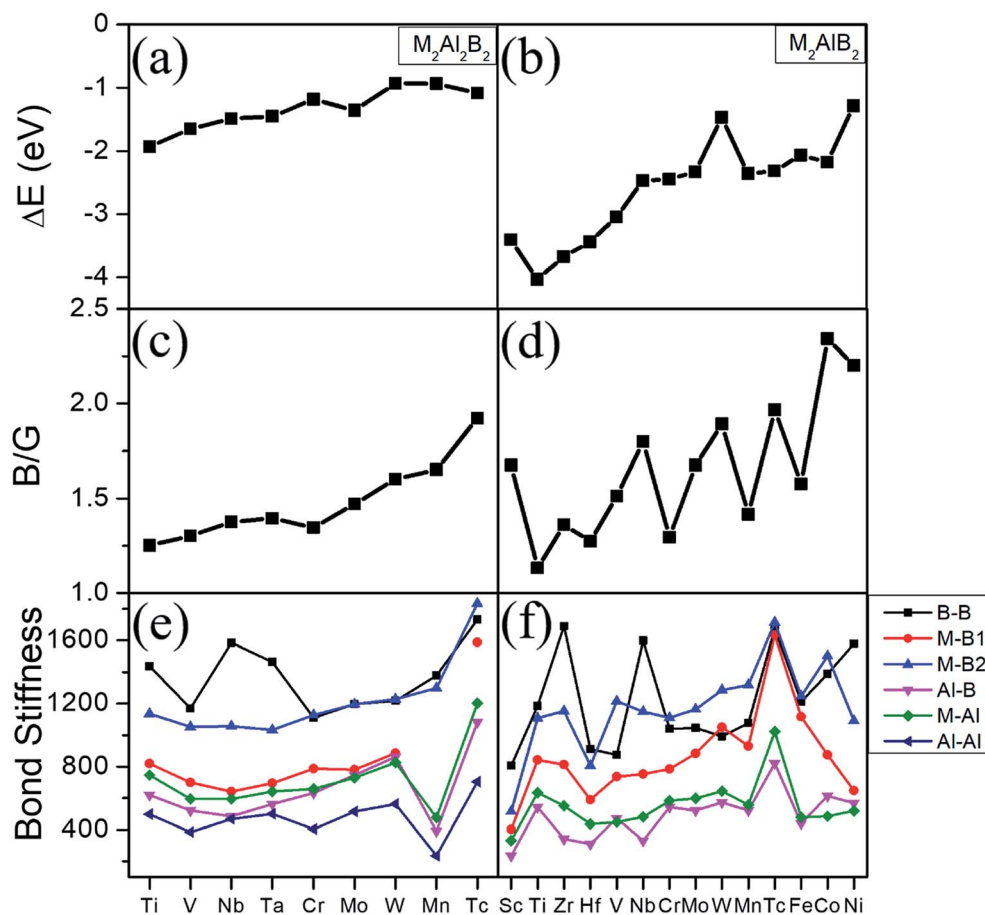 0
-1
-2
-3
-4
ΔE (eV)
(a)
M₂Al₂B₂
(b)
M₂AlB₂
2.5
2.0
1.5
1.0
B/G
(c)
(d)
1600
1200
800
400
Bond Stiffness
(e)
(f)
B-B
M-B1
M-B2
Al-B
M-Al
Al-Al
Ti V Nb Ta Cr Mo W Mn Tc
Sc Ti Zr Hf V Nb Cr Mo W Mn Tc Fe Co Ni